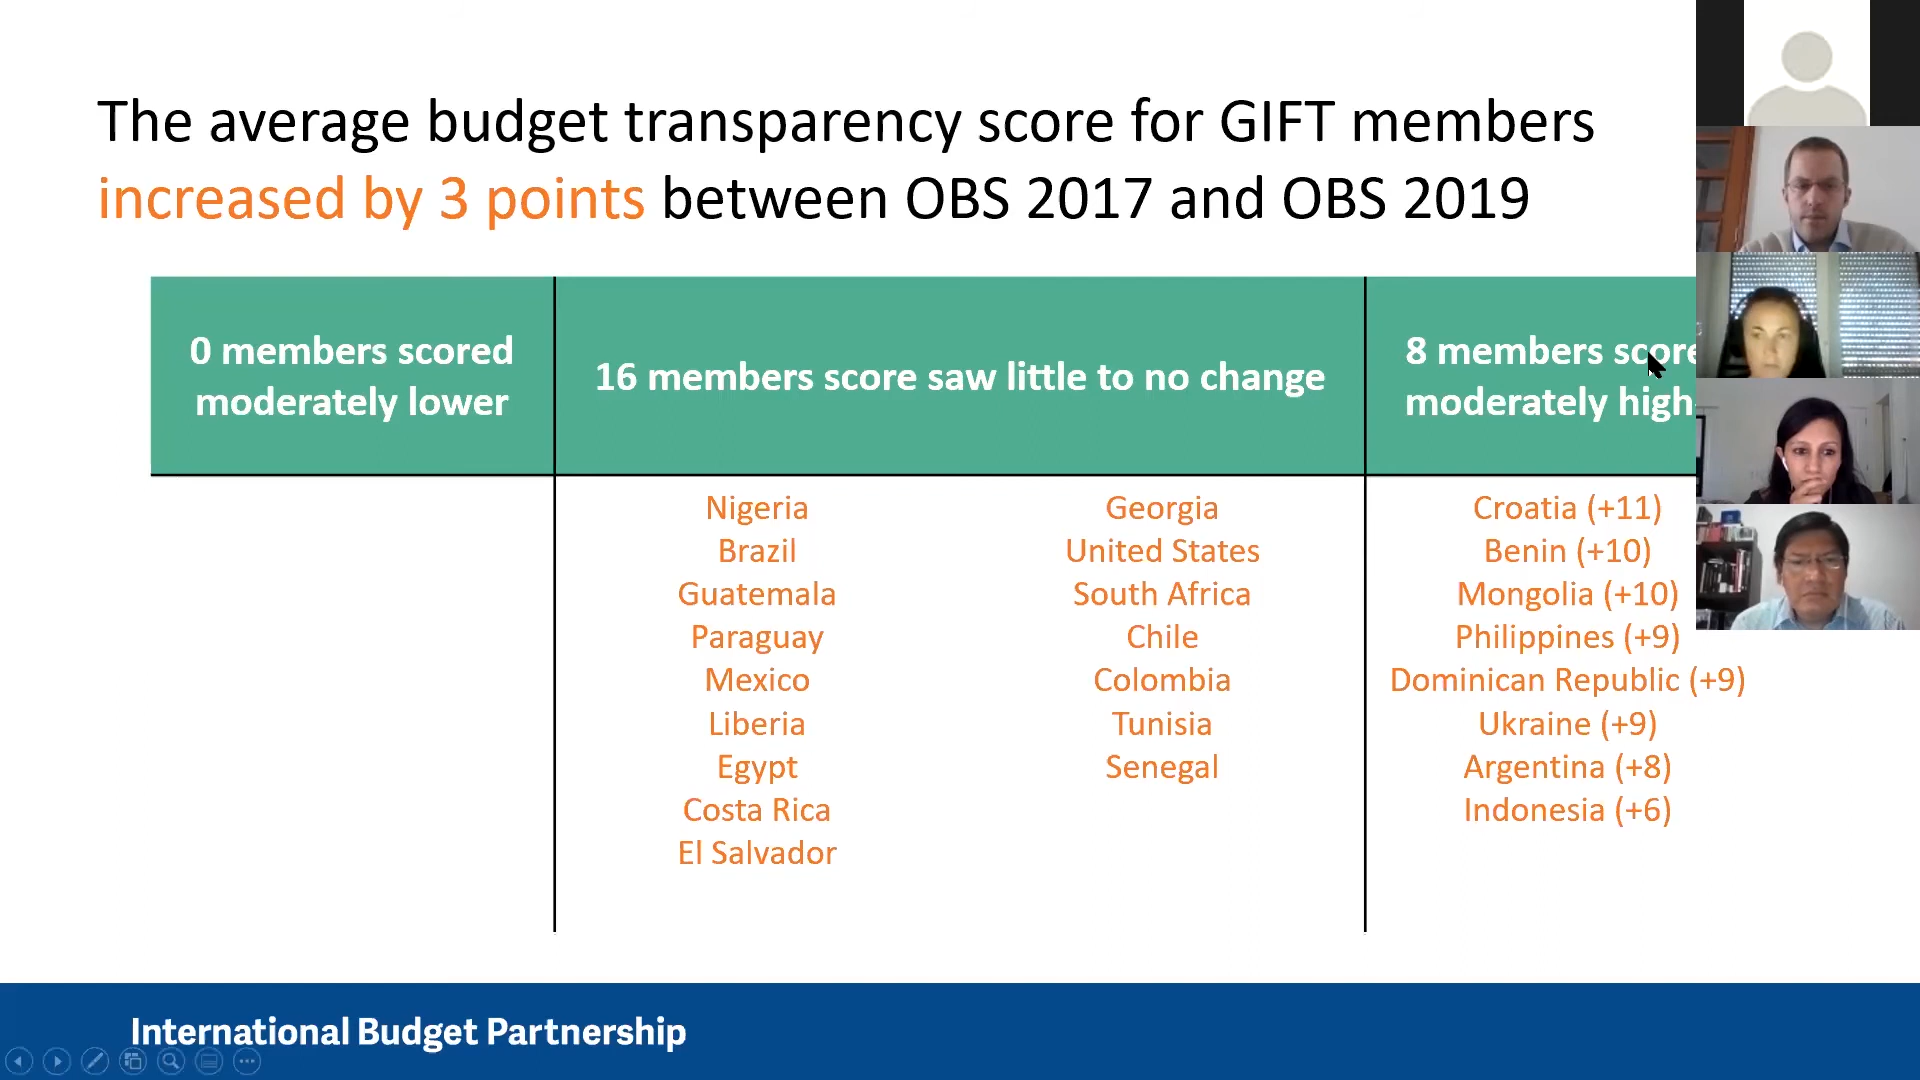 The average budget transparency score for GIFT members
increased by 3 points between OBS 2017 and OBS 2019
0 members scored
moderately lower
16 members score saw little to no change
8 members score
moderately high
Nigeria
Brazil
Guatemala
Paraguay
Mexico
Liberia
Egypt
Costa Rica
El Salvador
Georgia
United States
South Africa
Chile
Colombia
Tunisia
Senegal
Croatia (+11)
Benin (+10)
Mongolia (+10)
Philippines (+9)
Dominican Republic (+9)
Ukraine (+9)
Argentina (+8)
Indonesia (+6)
International Budget Partnership